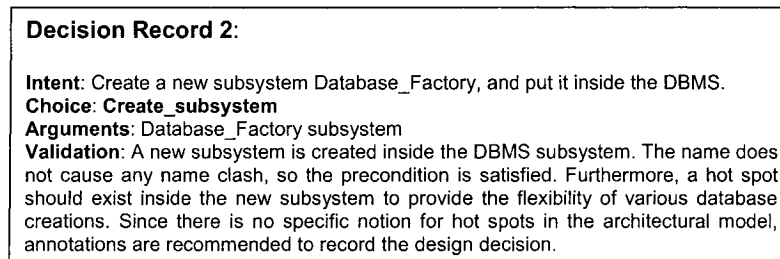 Decision Record 2:
Intent: Create a new subsystem Database_Factory, and put it inside the DBMS.
Choice: Create_subsystem
Arguments: Database_Factory subsystem
Validation: A new subsystem is created inside the DBMS subsystem. The name does
not cause any name clash, so the precondition is satisfied. Furthermore, a hot spot
should exist inside the new subsystem to provide the flexibility of various database
creations. Since there is no specific notion for hot spots in the architectural model,
annotations are recommended to record the design decision.